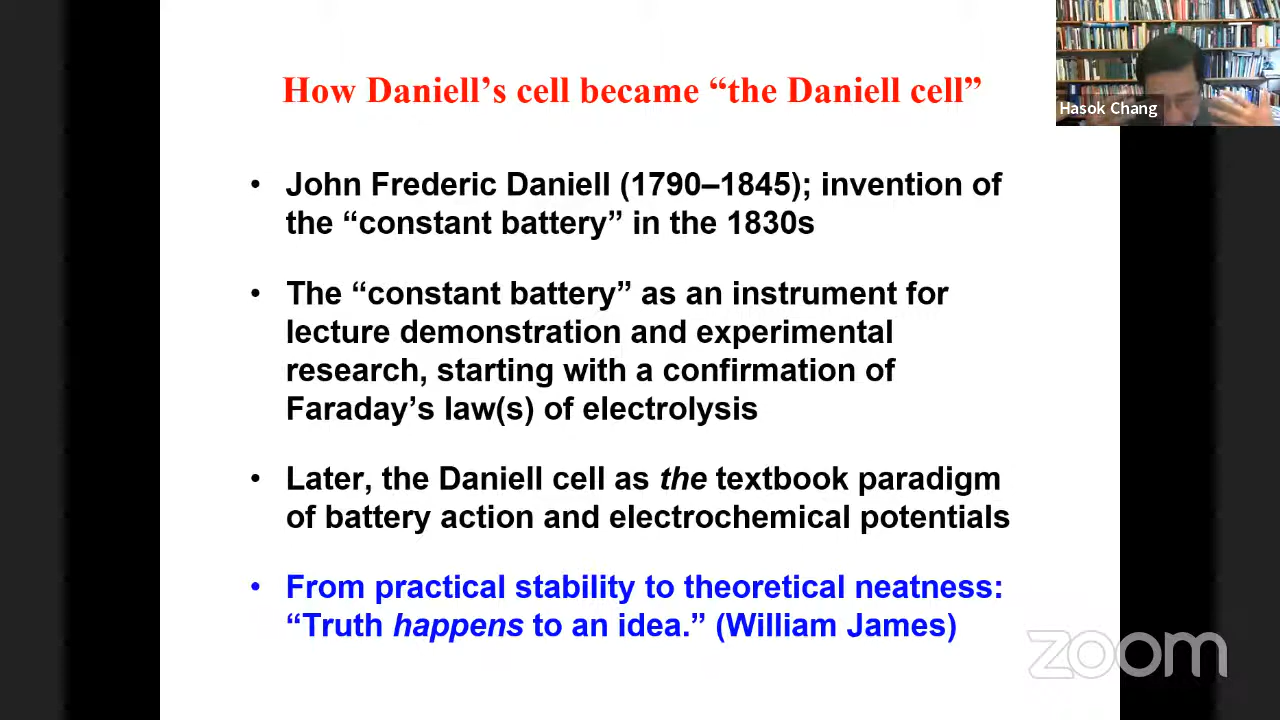 How Daniell’s cell became “the Daniell cell”
Hasok Chang
• John Frederic Daniell (1790–1845); invention of
the “constant battery” in the 1830s
• The “constant battery” as an instrument for
lecture demonstration and experimental
research, starting with a confirmation of
Faraday’s law(s) of electrolysis
• Later, the Daniell cell as the textbook paradigm
of battery action and electrochemical potentials
• From practical stability to theoretical neatness:
“Truth happens to an idea.” (William James)
zoom